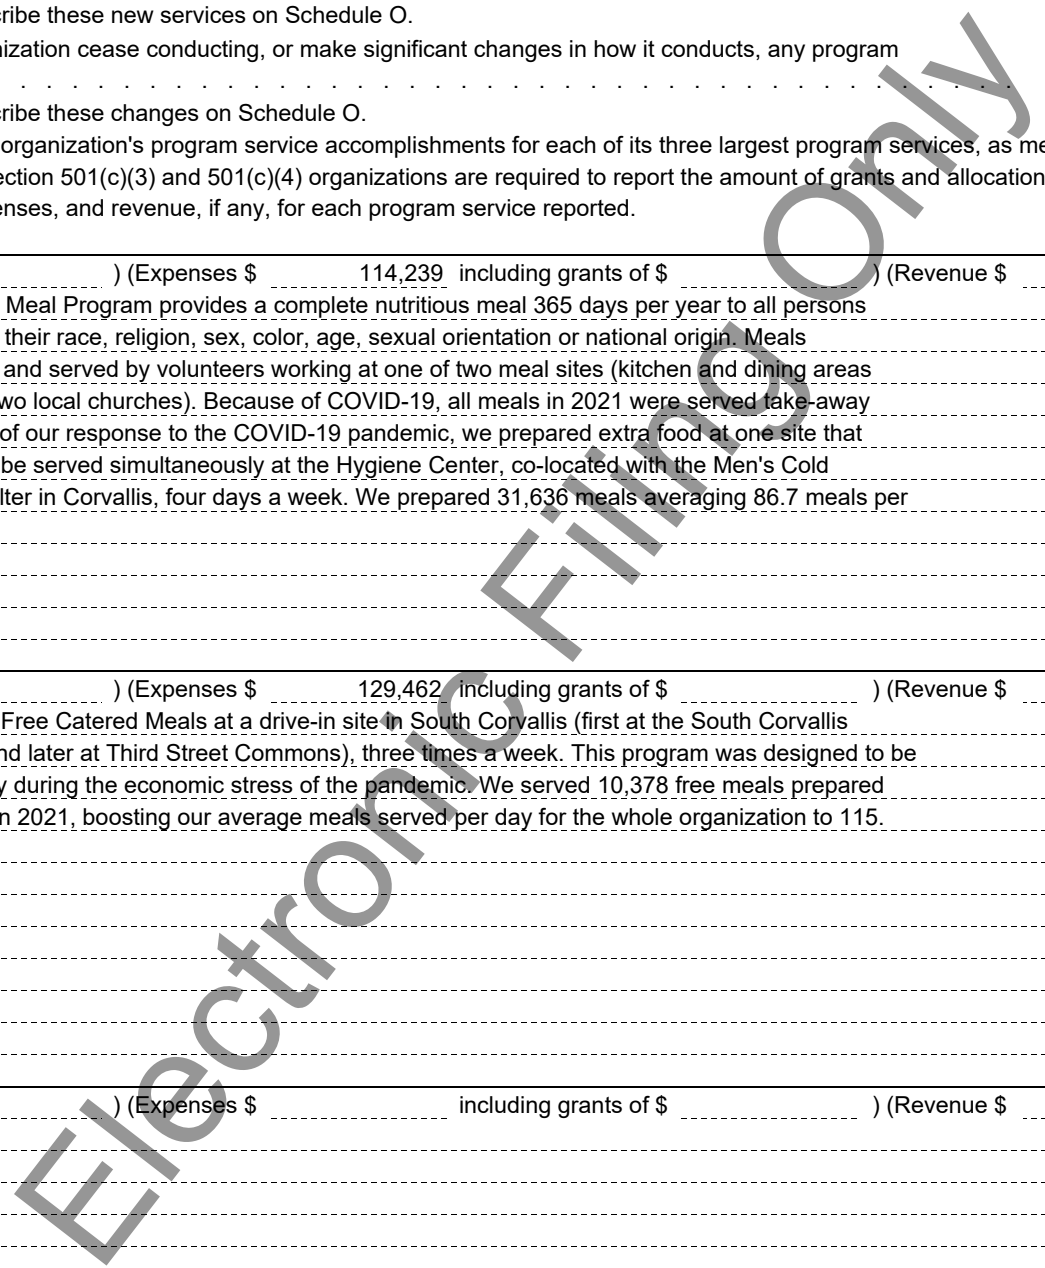 ribe these new services on Schedule O.
nization cease conducting, or make significant changes in how it conducts, any program
. . . . . . . . . . . . . . . . . . . . . . . . . . . . . . . . . . . . . . .
ribe these changes on Schedule O.
organization's program service accomplishments for each of its three largest program services, as me
ection 501(c)(3) and 501(c)(4) organizations are required to report the amount of grants and allocation
enses, and revenue, if any, for each program service reported.
) (Expenses $ 114,239 including grants of $ ) (Revenue $
Meal Program provides a complete nutritious meal 365 days per year to all persons
their race, religion, sex, color, age, sexual orientation or national origin. Meals
and served by volunteers working at one of two meal sites (kitchen and dining areas
wo local churches). Because of COVID-19, all meals in 2021 were served take-away
of our response to the COVID-19 pandemic, we prepared extra food at one site that
be served simultaneously at the Hygiene Center, co-located with the Men's Cold
lter in Corvallis, four days a week. We prepared 31,636 meals averaging 86.7 meals per
) (Expenses $ 129,462 including grants of $ ) (Revenue $
Free Catered Meals at a drive-in site in South Corvallis (first at the South Corvallis
nd later at Third Street Commons), three times a week. This program was designed to be
y during the economic stress of the pandemic. We served 10,378 free meals prepared
n 2021, boosting our average meals served per day for the whole organization to 115.
) (Expenses $ including grants of $ ) (Revenue $
Electronic Filing Only